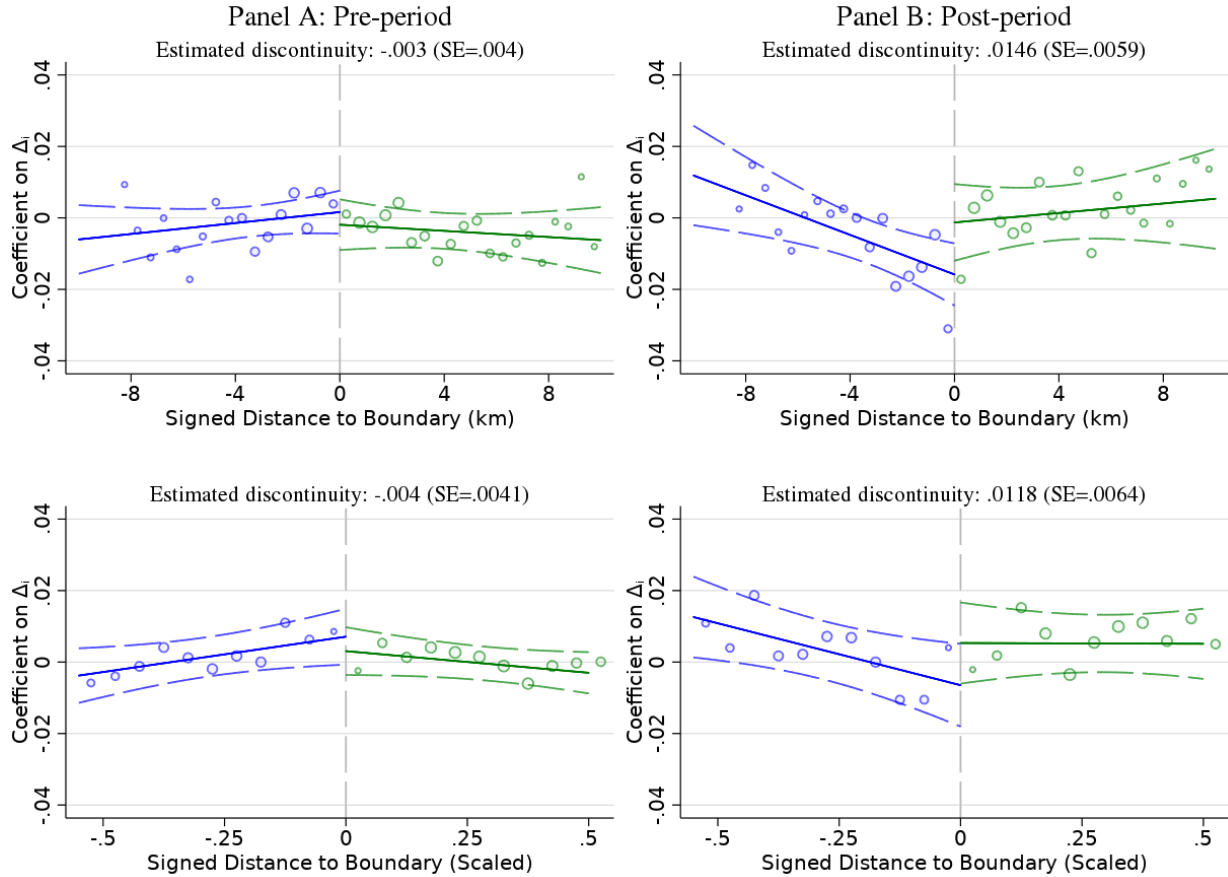 Panel A: Pre-period
Estimated discontinuity: -.003 (SE=.004)
Coefficient on Δᵢ
.04
.02
0
-.02
-.04
-8
-4
0
4
8
Signed Distance to Boundary (km)
Panel B: Post-period
Estimated discontinuity: .0146 (SE=.0059)
Coefficient on Δᵢ
.04
.02
0
-.02
-.04
-8
-4
0
4
8
Signed Distance to Boundary (km)
Estimated discontinuity: -.004 (SE=.0041)
Coefficient on Δᵢ
.04
.02
0
-.02
-.04
-.5
-.25
0
.25
.5
Signed Distance to Boundary (Scaled)
Estimated discontinuity: .0118 (SE=.0064)
Coefficient on Δᵢ
.04
.02
0
-.02
-.04
-.5
-.25
0
.25
.5
Signed Distance to Boundary (Scaled)